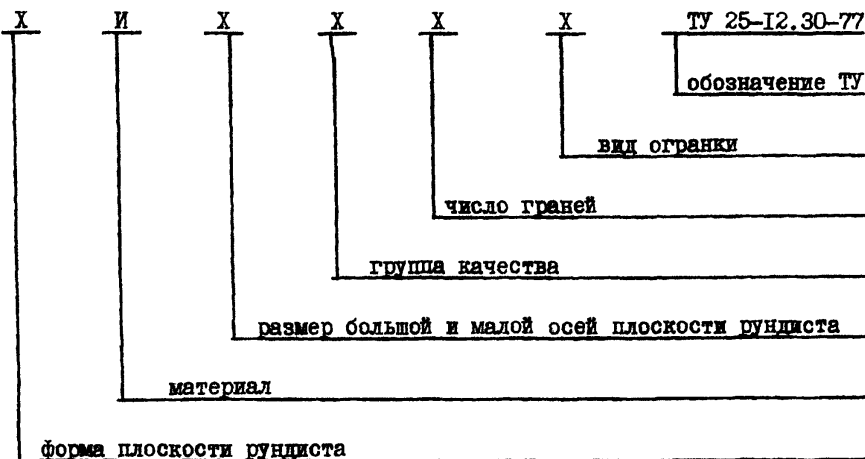 Х И Х Х Х Х ТУ 25-I2.30-77
обозначение ТУ
вид огранки
число граней
группа качества
размер большой и малой осей плоскости рундиста
материал
форма плоскости рундиста